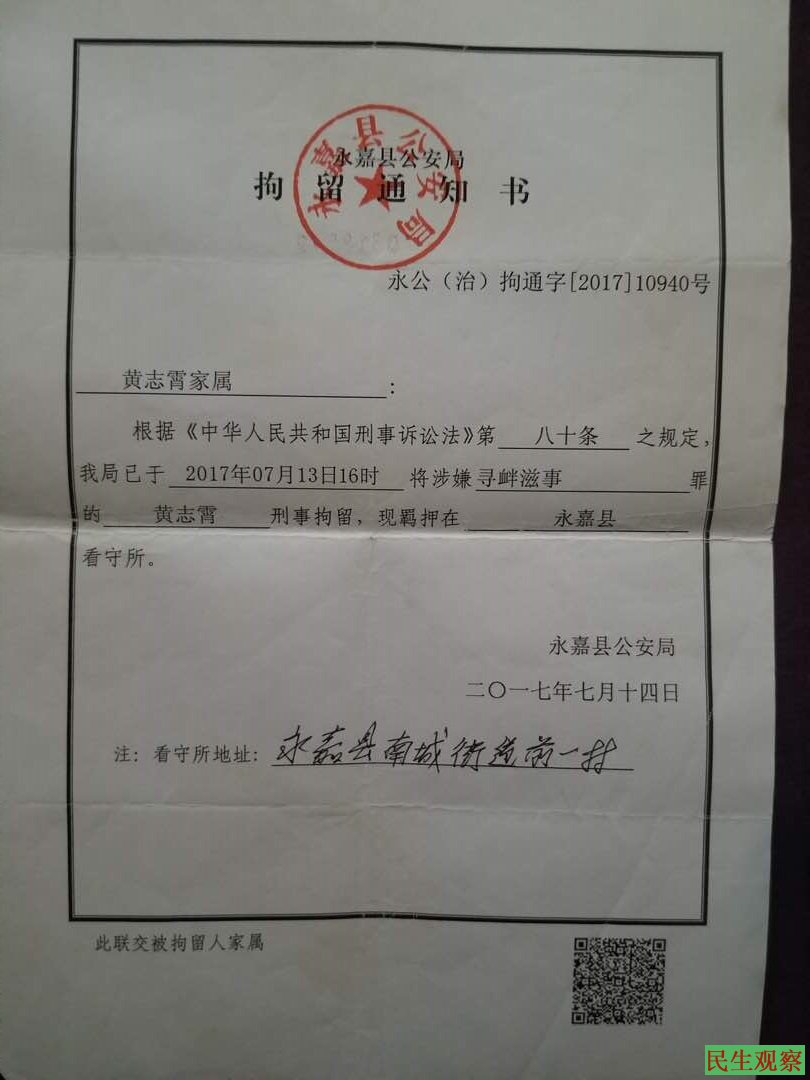 永嘉县公安局
永嘉县公安局
拘留通知书
永公（治）拘通字[2017]10940号
黄志霄家属：
根据《中华人民共和国刑事诉讼法》第 八十条 之规定，
我局已于 2017年07月13日16时 将涉嫌 寻衅滋事 罪
的 黄志霄 刑事拘留，现羁押在 永嘉县
看守所。
永嘉县公安局
二〇一七年七月十四日
注：看守所地址：永嘉县南城街道前一村
此联交被拘留人家属
民生观察